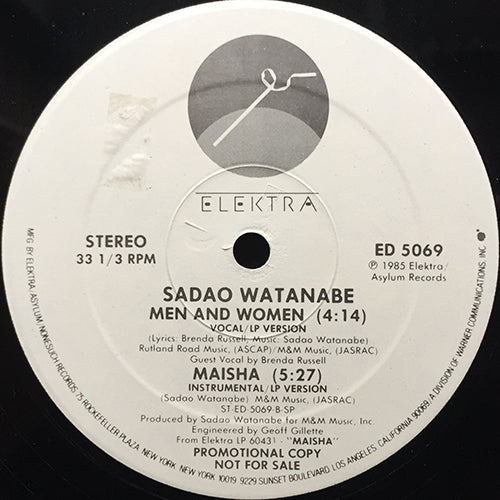 ELEKTRA
STEREO
33 1/3 RPM
ED 5069
℗ 1985 Elektra/
Asylum Records
SADAO WATANABE
MEN AND WOMEN (4:14)
VOCAL/LP VERSION
(Lyrics: Brenda Russell, Music: Sadao Watanabe)
Rutland Road Music, (ASCAP)/M&M Music, (JASRAC)
Guest Vocal by Brenda Russell
MAISHA (5:27)
INSTRUMENTAL/LP VERSION
(Sadao Watanabe) M&M Music, (JASRAC)
ST-ED-5069-B-SP
Produced by Sadao Watanabe for M&M Music Tokyo, Inc.
Engineered by Geoff Gillette
From Elektra LP 60431 - "MAISHA"
PROMOTIONAL COPY
NOT FOR SALE
MFG. BY ELEKTRA/ASYLUM/NONESUCH RECORDS 75 ROCKEFELLER PLAZA, NEW YORK, NEW YORK 10019 9229 SUNSET BOULEVARD, LOS ANGELES, CALIF. 90069. A DIVISION OF WARNER COMMUNICATIONS, INC.